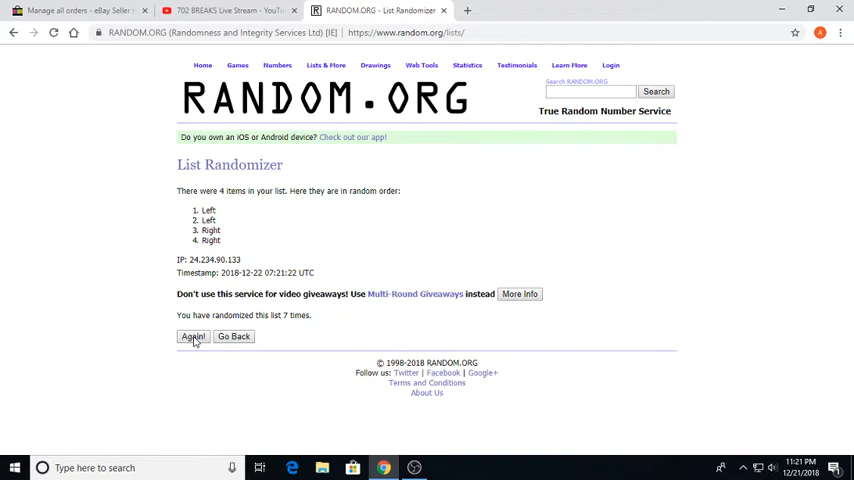 Manage all orders - eBay Seller H
702 BREAKS Live Stream - YouTu
RANDOM.ORG - List Randomizer
RANDOM.ORG (Randomness and Integrity Services Ltd) [IE] | https://www.random.org/lists/
Home Games Numbers Lists & More Drawings Web Tools Statistics Testimonials Learn More Login
RANDOM.ORG
Search RANDOM.ORG
Search
True Random Number Service
Do you own an iOS or Android device? Check out our app!
List Randomizer
There were 4 items in your list. Here they are in random order:
1. Left
2. Left
3. Right
4. Right
IP: 24.234.90.133
Timestamp: 2018-12-22 07:21:22 UTC
Don't use this service for video giveaways! Use Multi-Round Giveaways instead More Info
You have randomized this list 7 times.
Again! Go Back
© 1998-2018 RANDOM.ORG
Follow us: Twitter | Facebook | Google+
Terms and Conditions
About Us
Type here to search
11:21 PM
12/21/2018